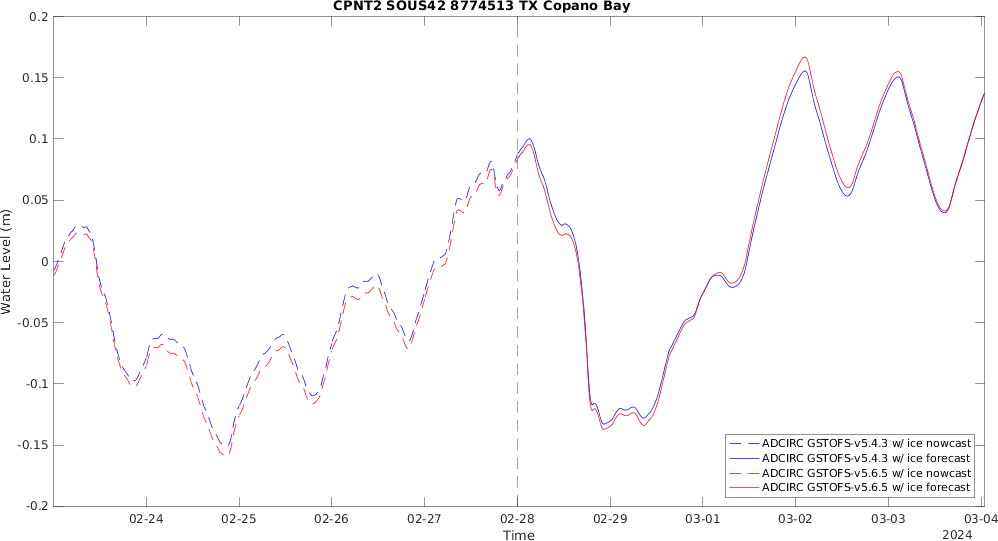 CPNT2 SOUS42 8774513 TX Copano Bay
0.2
0.15
0.1
0.05
0
-0.05
-0.1
-0.15
-0.2
Water Level (m)
02-24 02-25 02-26 02-27 02-28 02-29 03-01 03-02 03-03 03-04
Time
2024
ADCIRC GSTOFS-v5.4.3 w/ ice nowcast
ADCIRC GSTOFS-v5.4.3 w/ ice forecast
ADCIRC GSTOFS-v5.6.5 w/ ice nowcast
ADCIRC GSTOFS-v5.6.5 w/ ice forecast